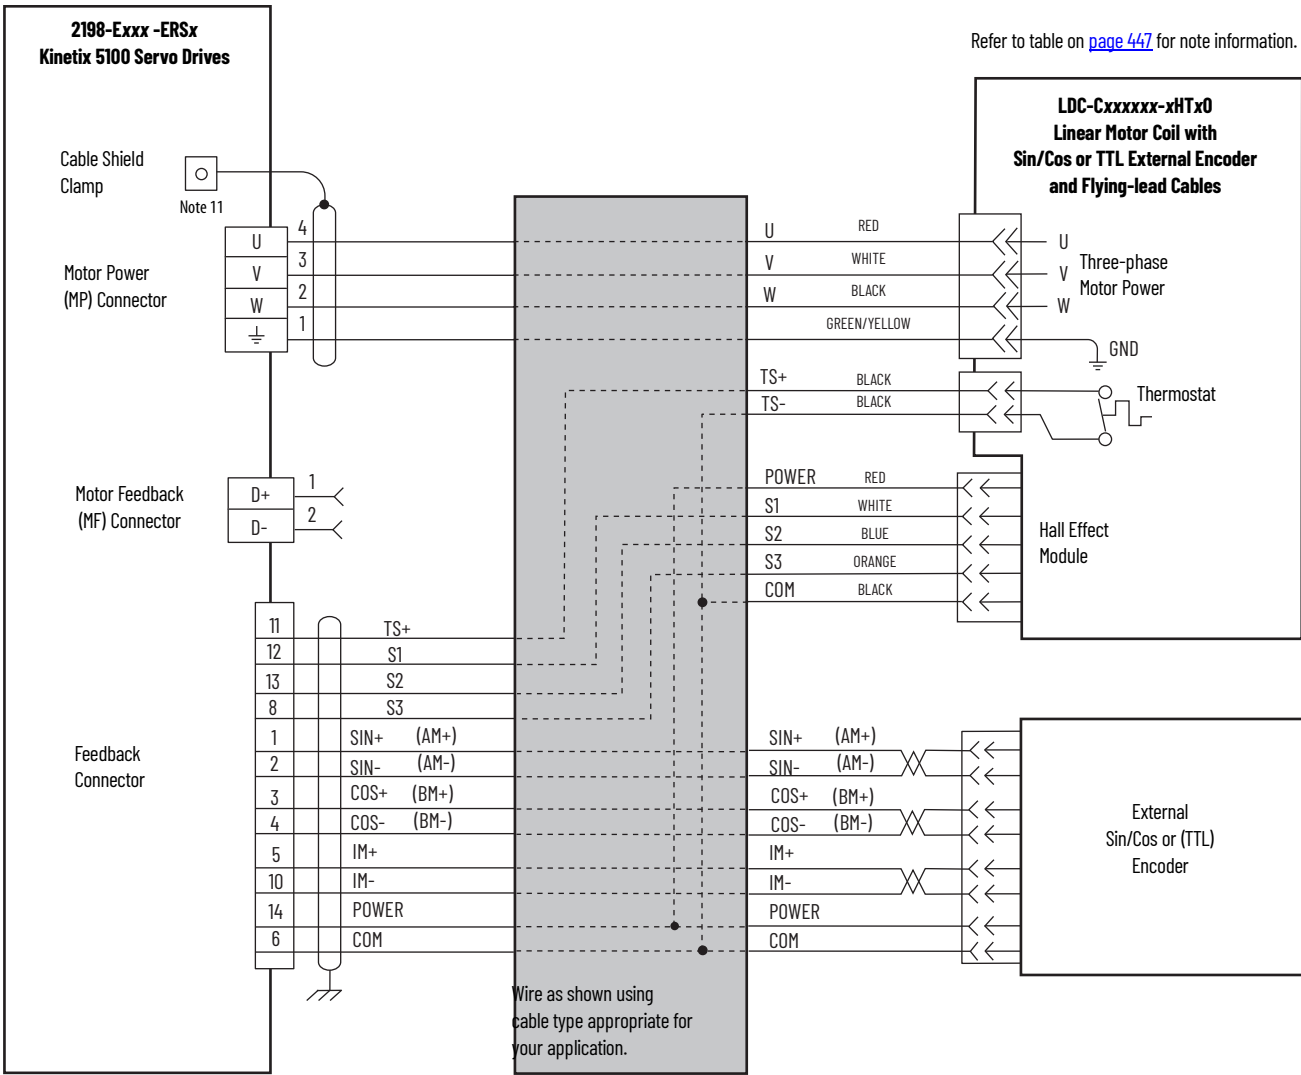 2198-Exxx -ERSx
Kinetix 5100 Servo Drives
Refer to table on page 447 for note information.
LDC-Cxxxxxx-xHTx0
Linear Motor Coil with
Sin/Cos or TTL External Encoder
and Flying-lead Cables
Cable Shield
Clamp
Note 11
Motor Power
(MP) Connector
U
V
W
4
3
2
1
U
V
W
RED
WHITE
BLACK
GREEN/YELLOW
U
V
W
Three-phase
Motor Power
GND
TS+
TS-
BLACK
BLACK
Thermostat
Motor Feedback
(MF) Connector
D+
D-
1
2
POWER RED
S1 WHITE
S2 BLUE
S3 ORANGE
COM BLACK
Hall Effect
Module
Feedback
Connector
11 TS+
12 S1
13 S2
8 S3
1 SIN+ (AM+)
2 SIN- (AM-)
3 COS+ (BM+)
4 COS- (BM-)
5 IM+
10 IM-
14 POWER
6 COM
SIN+ (AM+)
SIN- (AM-)
COS+ (BM+)
COS- (BM-)
IM+
IM-
POWER
COM
External
Sin/Cos or (TTL)
Encoder
Wire as shown using
cable type appropriate for
your application.